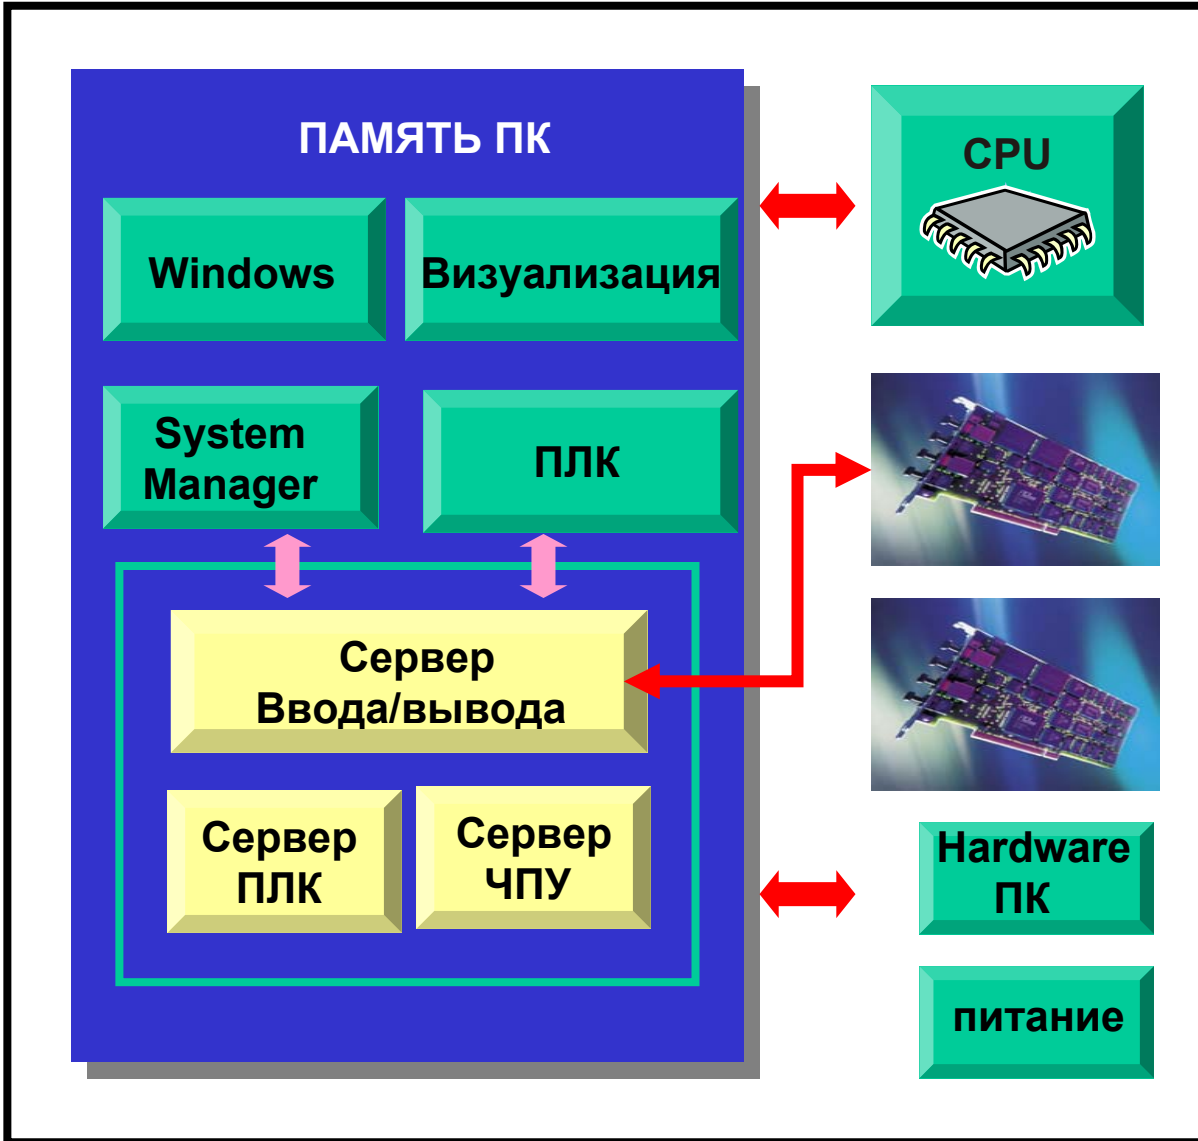 ПАМЯТЬ ПК
CPU
Windows
Визуализация
System
Manager
ПЛК
Сервер
Ввода/вывода
Сервер
ПЛК
Сервер
ЧПУ
Hardware
ПК
питание